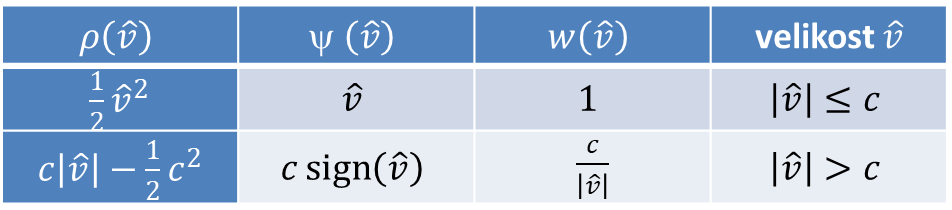 ρ(v̂) ψ (v̂) w(v̂) velikost v̂
½ v̂² v̂ 1 |v̂| ≤ c
c|v̂| − ½ c² c sign(v̂) c/|v̂| |v̂| > c